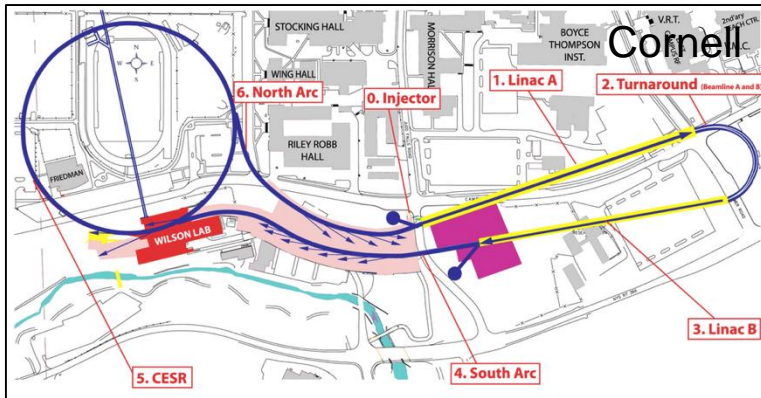 STOCKING HALL
MORRISON HALL
BOYCE
THOMPSON
INST.
V.R.T.
Cornell
N
W
E
S
WING HALL
6. North Arc
0. Injector
1. Linac A
2. Turnaround (Beamline A and B)
RILEY ROBB
HALL
FRIEDMAN
WILSON LAB
3. Linac B
4. South Arc
5. CESR